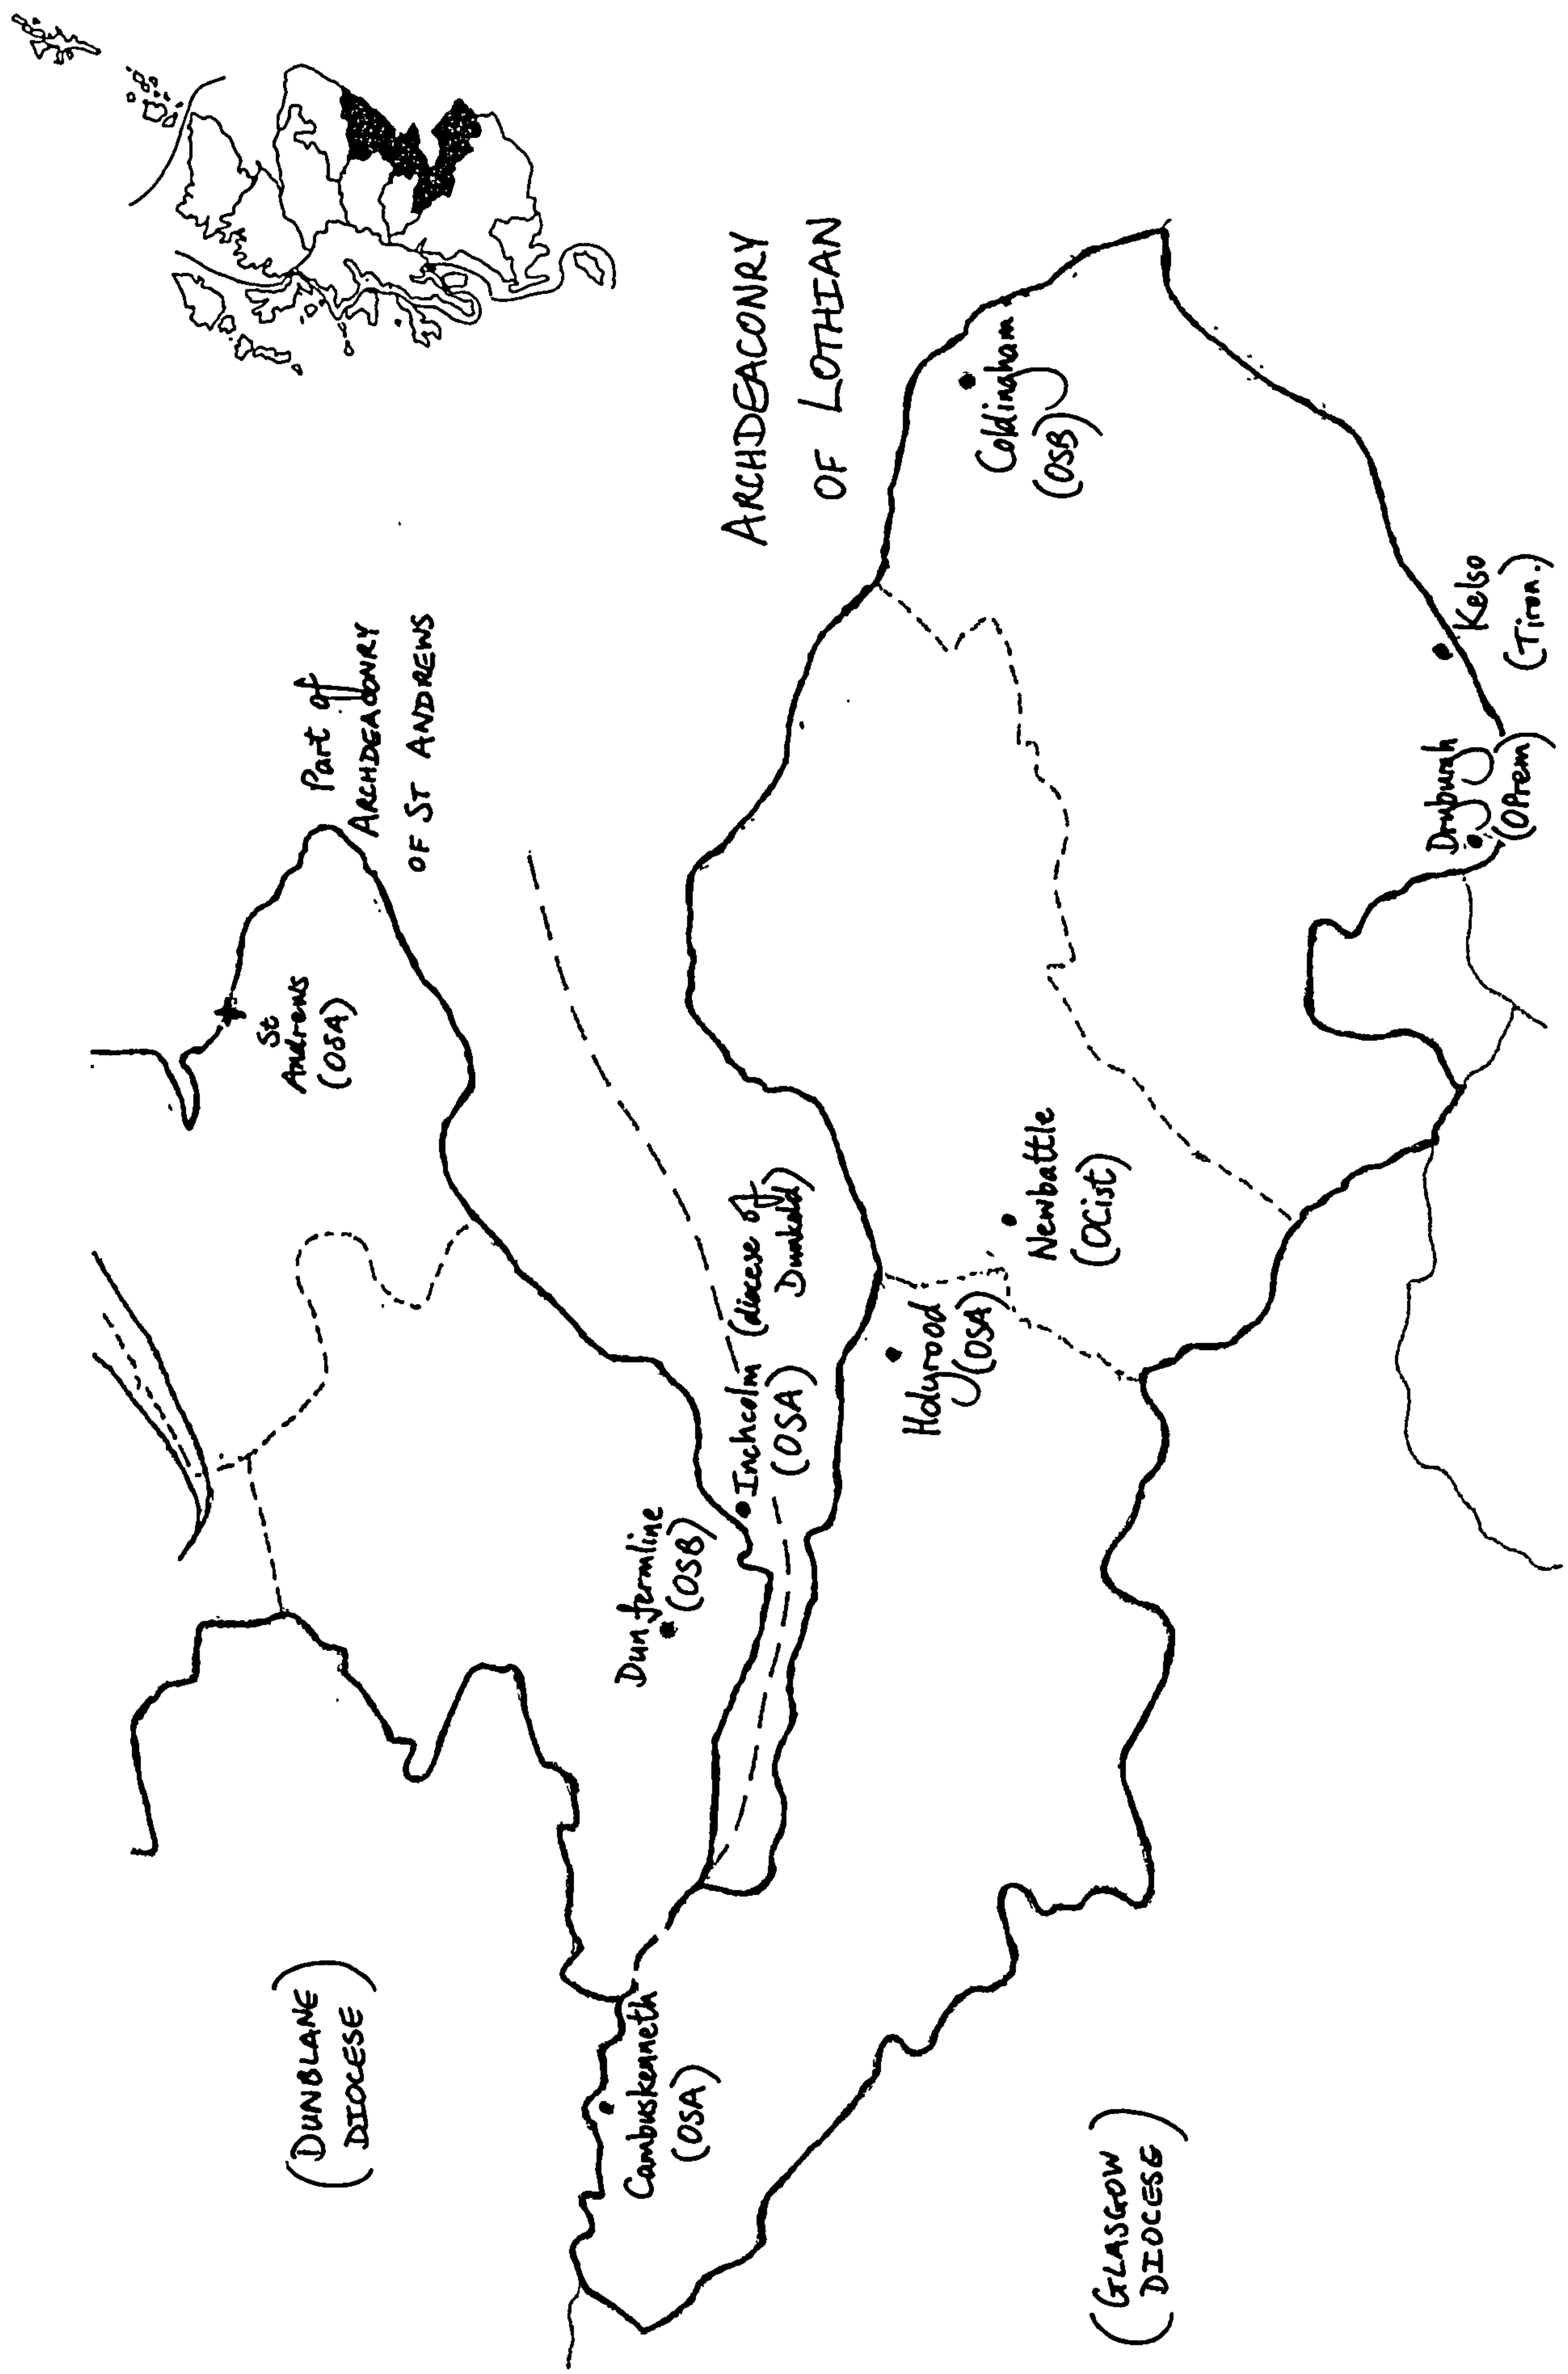 Part of
ARCHDEACONRY
OF ST ANDREWS
St
Andrews
(OSA)
ARCHDEACONRY
OF LOTHIAN
(DUNBLANE
DIOCESE)
Dunfermline
(OSB)
Inchcolm (diocese of
Dunkeld)
(OSA)
Cambuskenneth
(OSA)
Holyrood
(OSA)
Newbattle
(OCist)
Coldingham
(OSB)
Kelso
(Tiron.)
Dryburgh
(OPrem)
(GLASGOW
DIOCESE)